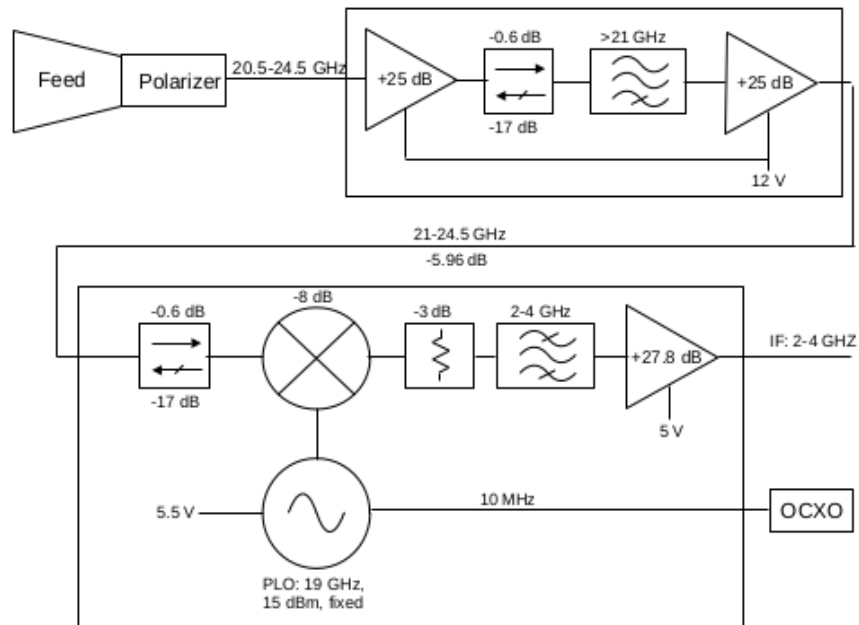 Feed
Polarizer
20.5-24.5 GHz
+25 dB
-0.6 dB
-17 dB
>21 GHz
+25 dB
12 V
21-24.5 GHz
-5.96 dB
-0.6 dB
-17 dB
-8 dB
-3 dB
2-4 GHz
+27.8 dB
5 V
IF: 2-4 GHZ
5.5 V
10 MHz
OCXO
PLO: 19 GHz,
15 dBm, fixed